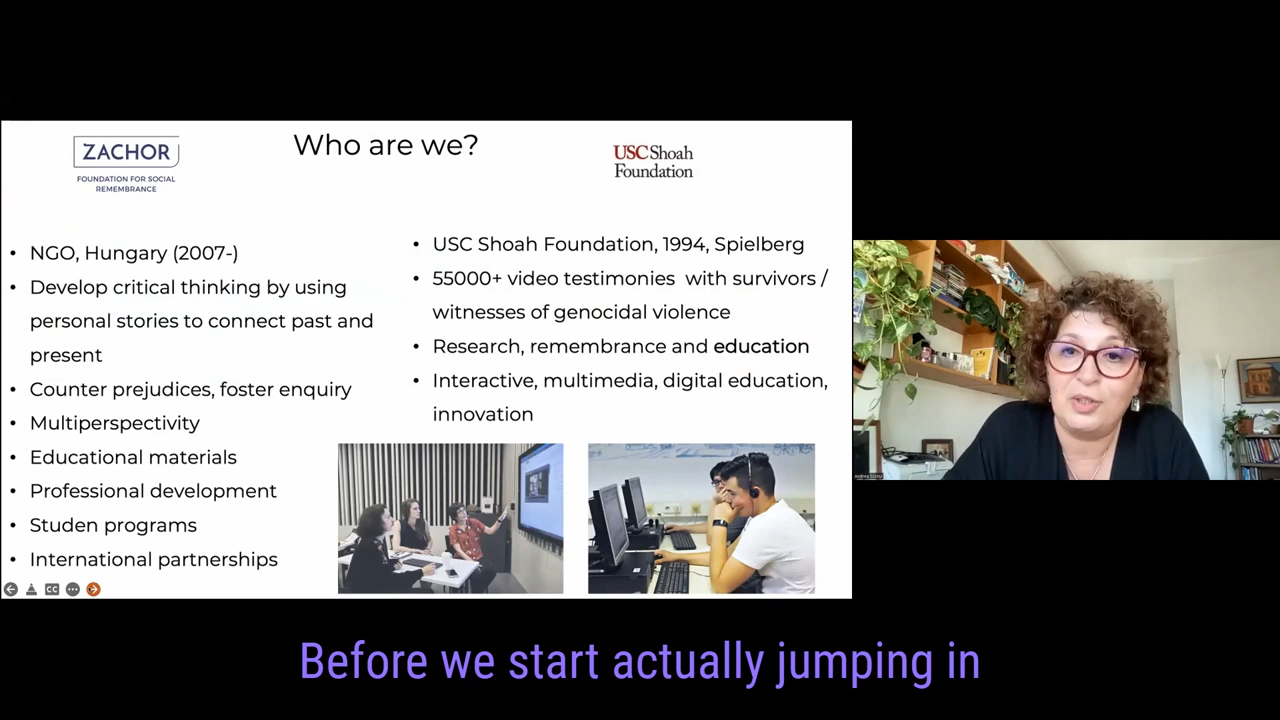 Who are we?
ZACHOR
FOUNDATION FOR SOCIAL
REMEMBRANCE
USC Shoah
Foundation
• NGO, Hungary (2007-)
• Develop critical thinking by using
personal stories to connect past and
present
• Counter prejudices, foster enquiry
• Multiperspectivity
• Educational materials
• Professional development
• Studen programs
• International partnerships
• USC Shoah Foundation, 1994, Spielberg
• 55000+ video testimonies with survivors /
witnesses of genocidal violence
• Research, remembrance and education
• Interactive, multimedia, digital education,
innovation
CC
Before we start actually jumping in